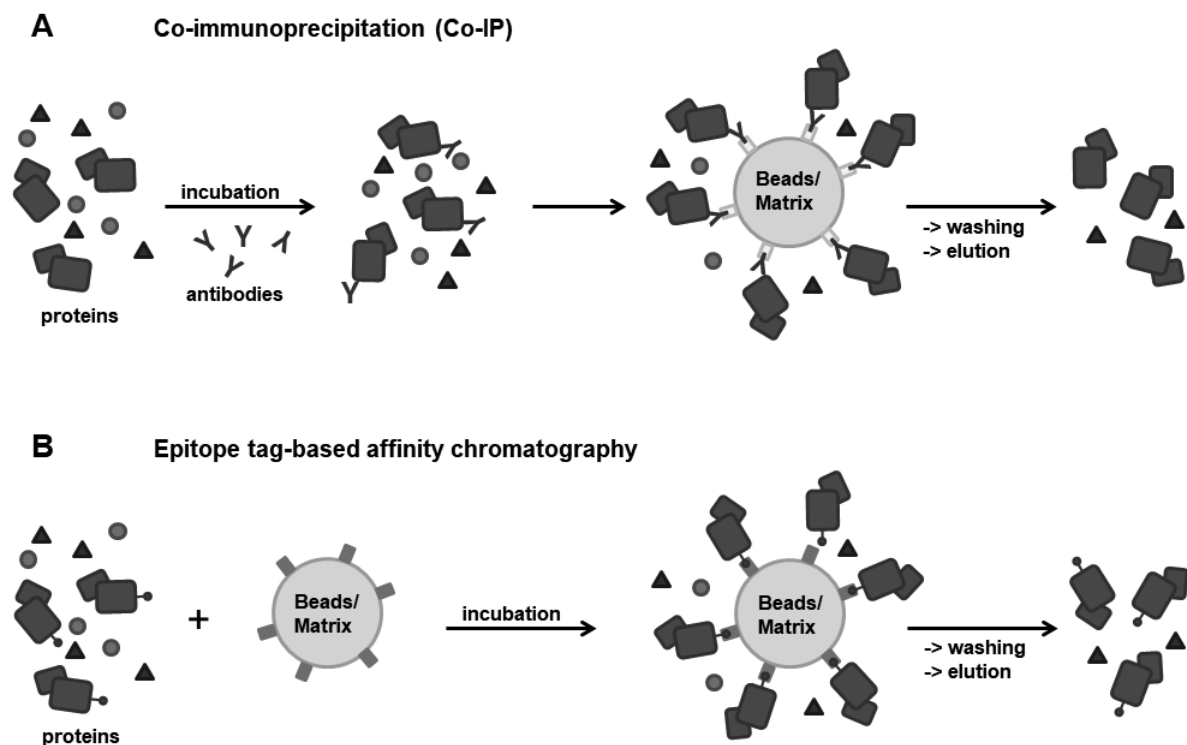 A Co-immunoprecipitation (Co-IP)
incubation
antibodies
proteins
Beads/
Matrix
-> washing
-> elution
B Epitope tag-based affinity chromatography
proteins
+
Beads/
Matrix
incubation
Beads/
Matrix
-> washing
-> elution